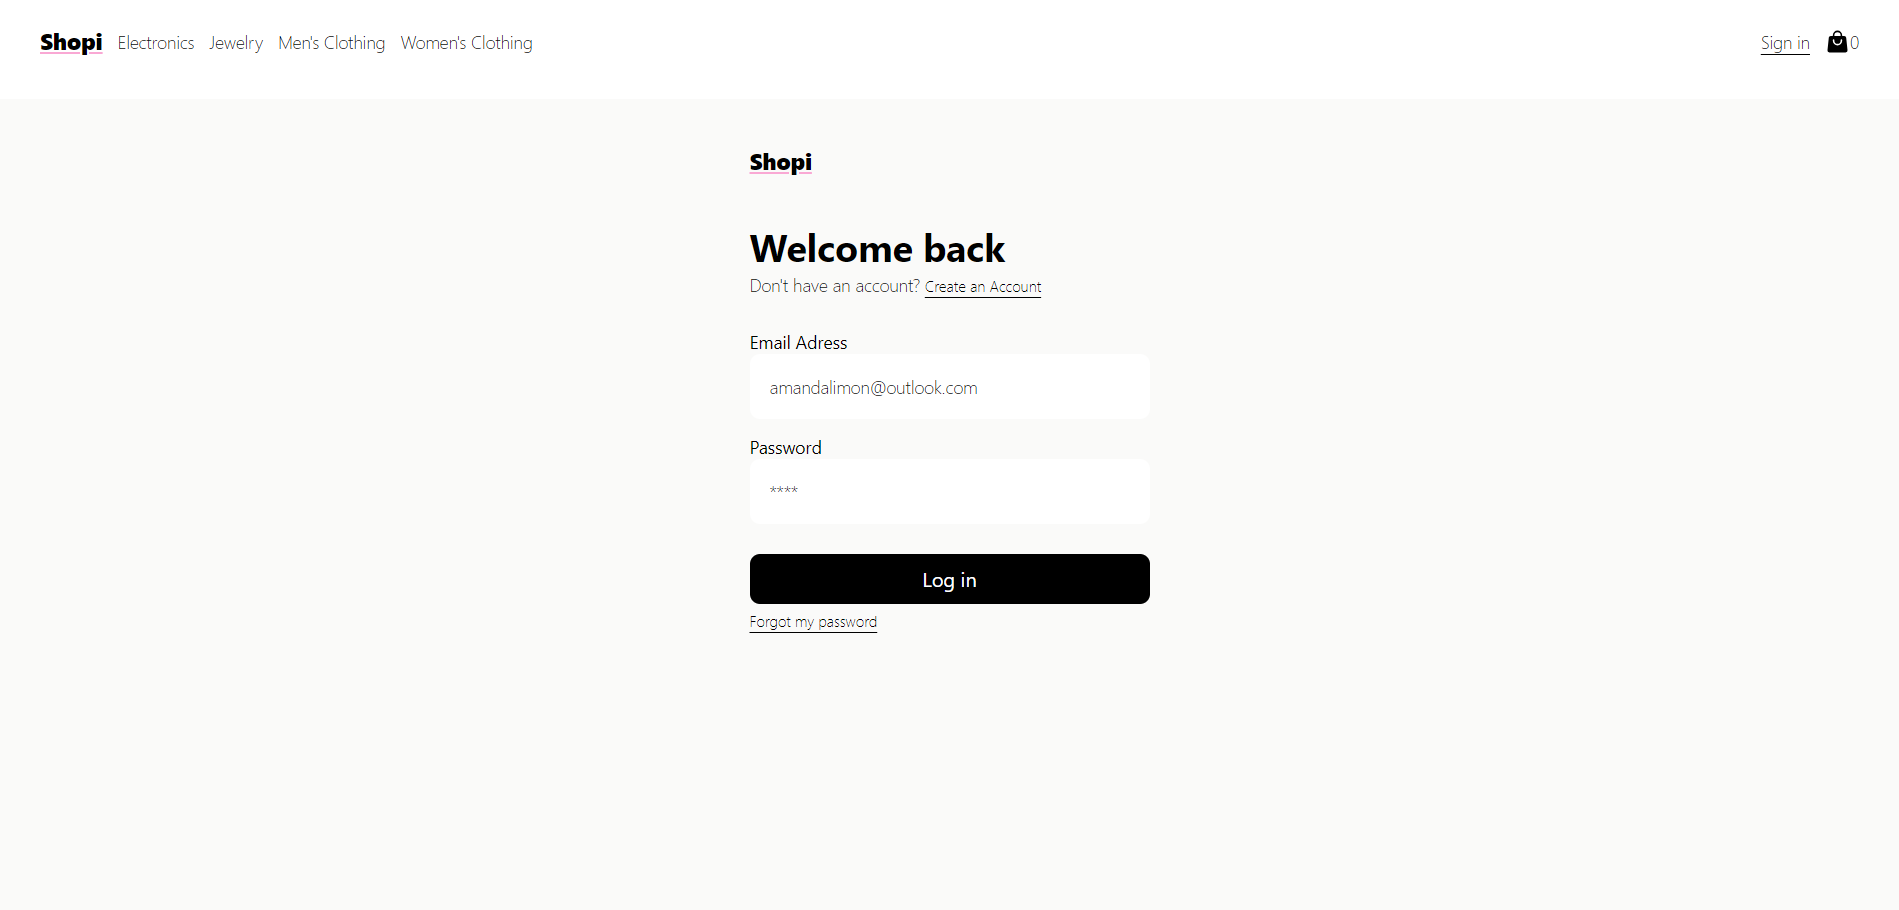 Shopi Electronics Jewelry Men's Clothing Women's Clothing Sign in 0
Shopi
Welcome back
Don't have an account? Create an Account
Email Adress
amandalimon@outlook.com
Password
****
Log in
Forgot my password